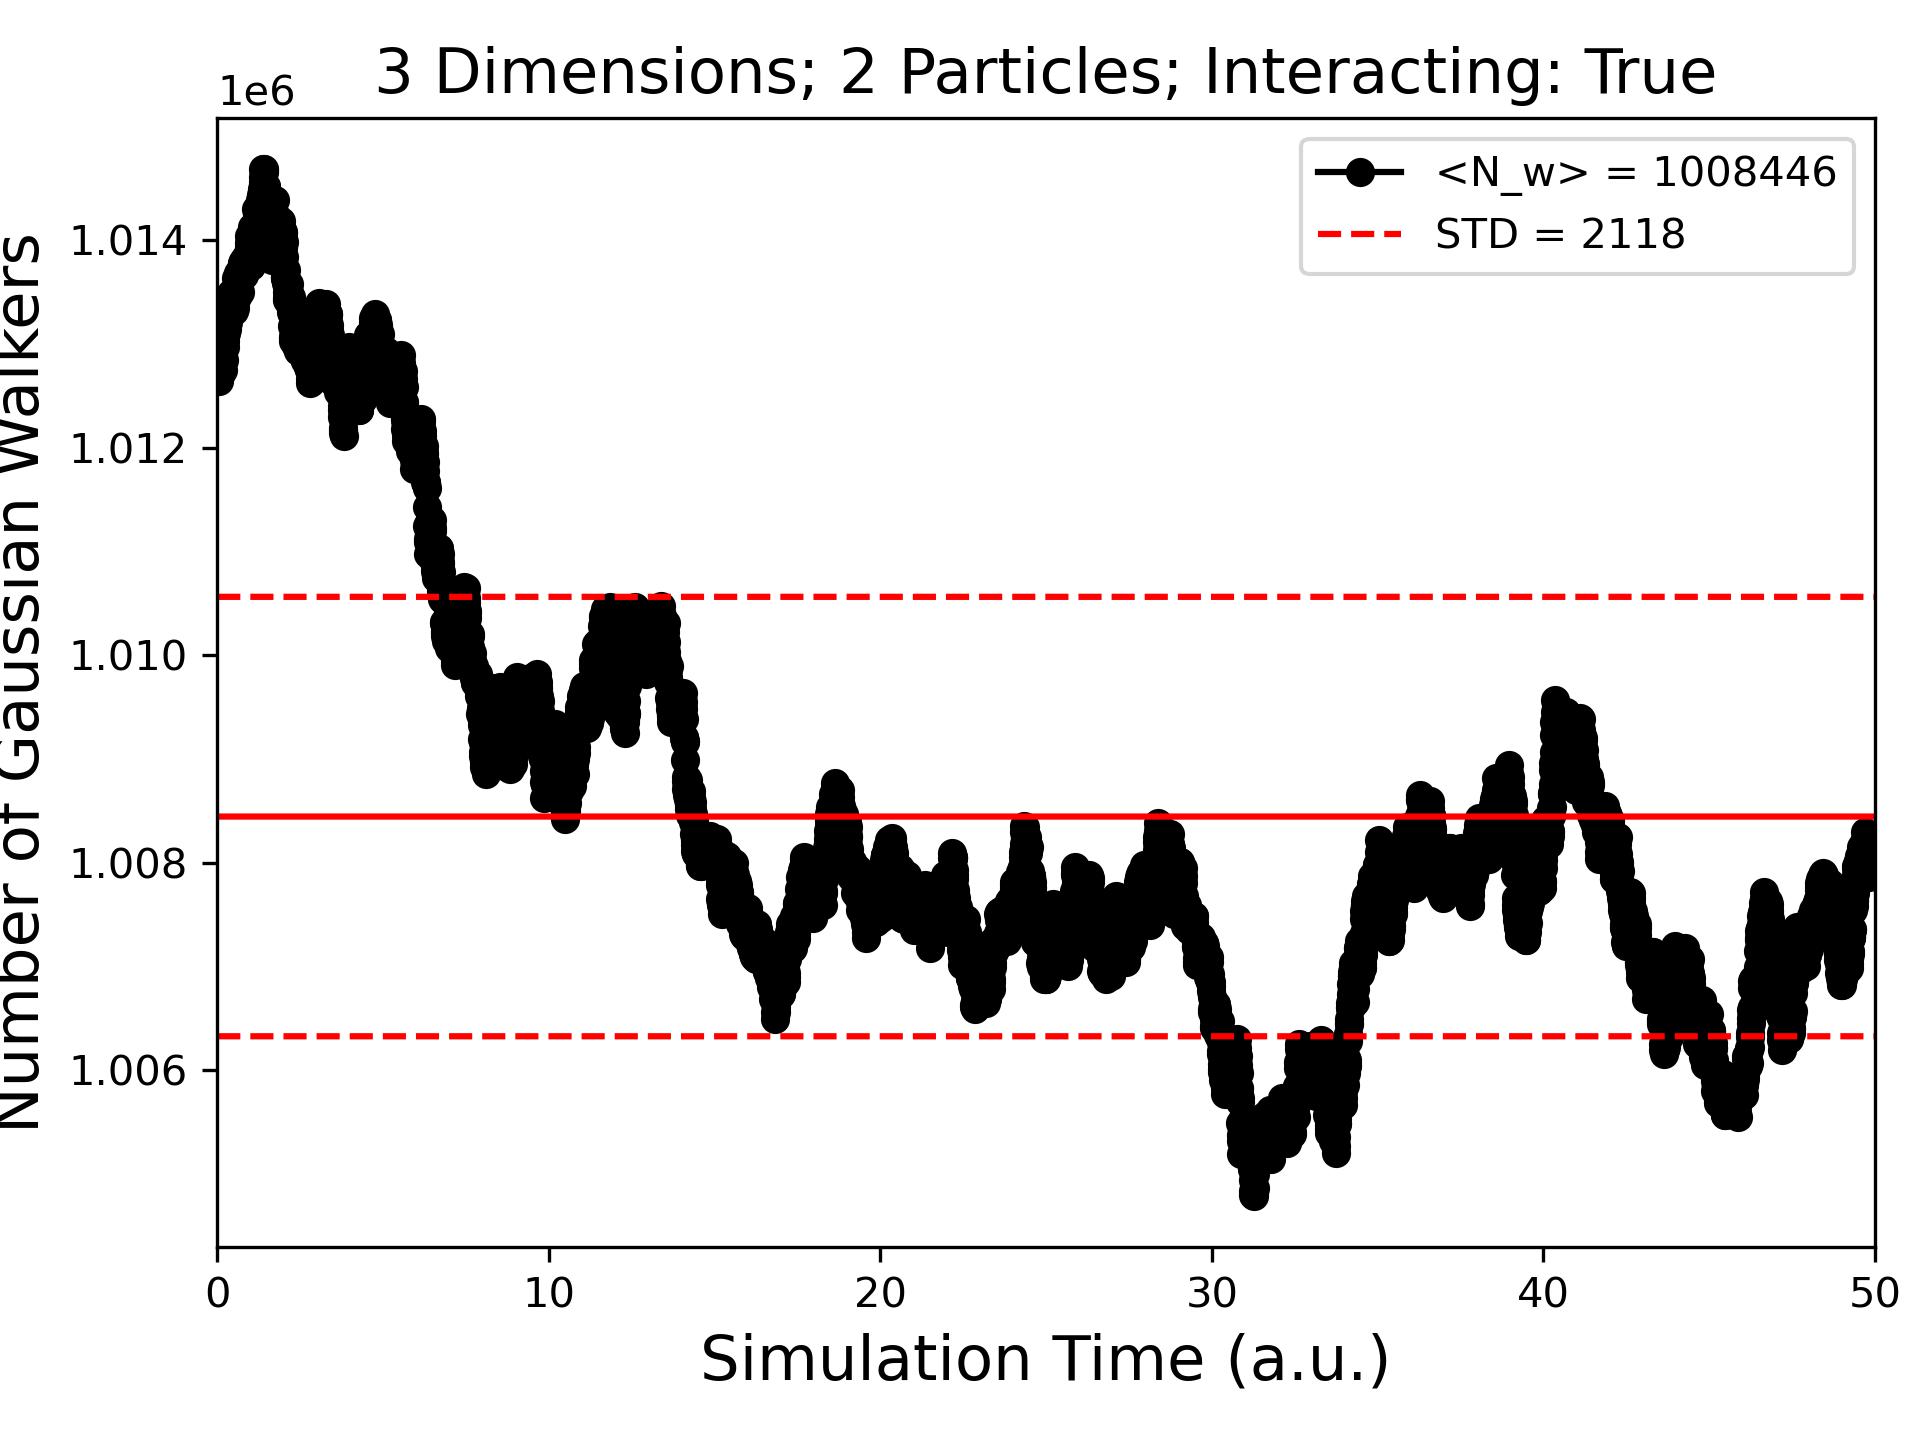 3 Dimensions; 2 Particles; Interacting: True
1e6
<N_w> = 1008446
STD = 2118
Number of Gaussian Walkers
1.014
1.012
1.010
1.008
1.006
0 10 20 30 40 50
Simulation Time (a.u.)